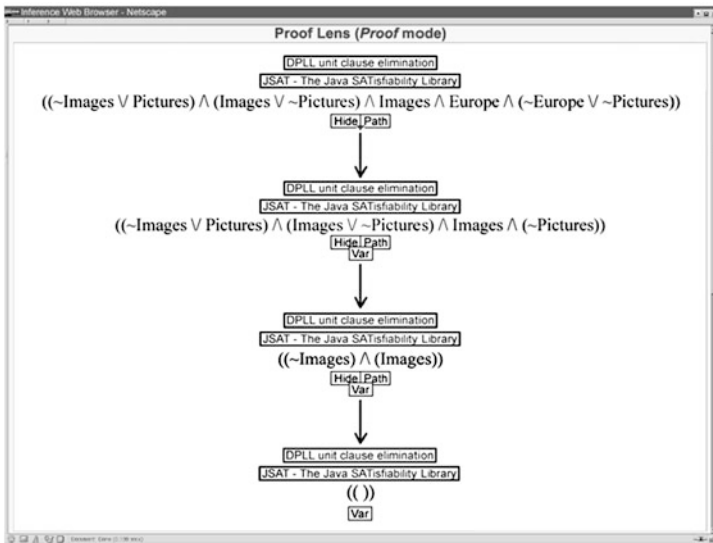 Inference Web Browser - Netscape
Proof Lens (Proof mode)
DPLL unit clause elimination
JSAT - The Java SATisfiability Library
((~Images \/ Pictures) /\ (Images \/ ~Pictures) /\ Images /\ Europe /\ (~Europe \/ ~Pictures))
Hide Path
DPLL unit clause elimination
JSAT - The Java SATisfiability Library
((~Images \/ Pictures) /\ (Images \/ ~Pictures) /\ Images /\ (~Pictures))
Hide Path
Var
DPLL unit clause elimination
JSAT - The Java SATisfiability Library
((~Images) /\ (Images))
Hide Path
Var
DPLL unit clause elimination
JSAT - The Java SATisfiability Library
(( ))
Var